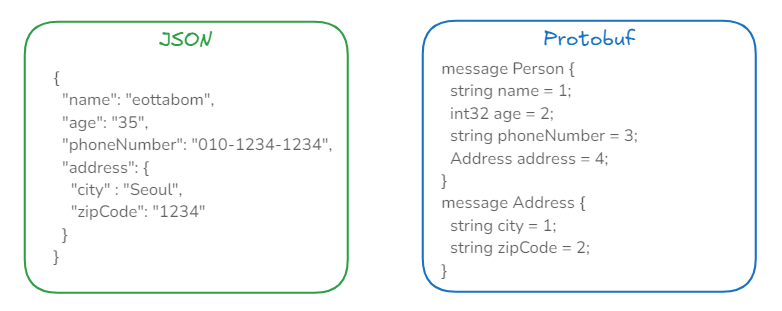 JSON
{
"name": "eottabom",
"age": "35",
"phoneNumber": "010-1234-1234",
"address": {
"city" : "Seoul",
"zipCode": "1234"
}
}
Protobuf
message Person {
string name = 1;
int32 age = 2;
string phoneNumber = 3;
Address address = 4;
}
message Address {
string city = 1;
string zipCode = 2;
}